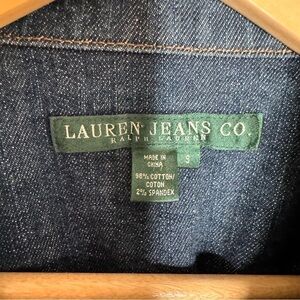 LAUREN JEANS CO.
RALPH LAUREN
MADE IN
CHINA
S
98% COTTON/
COTON
2% SPANDEX